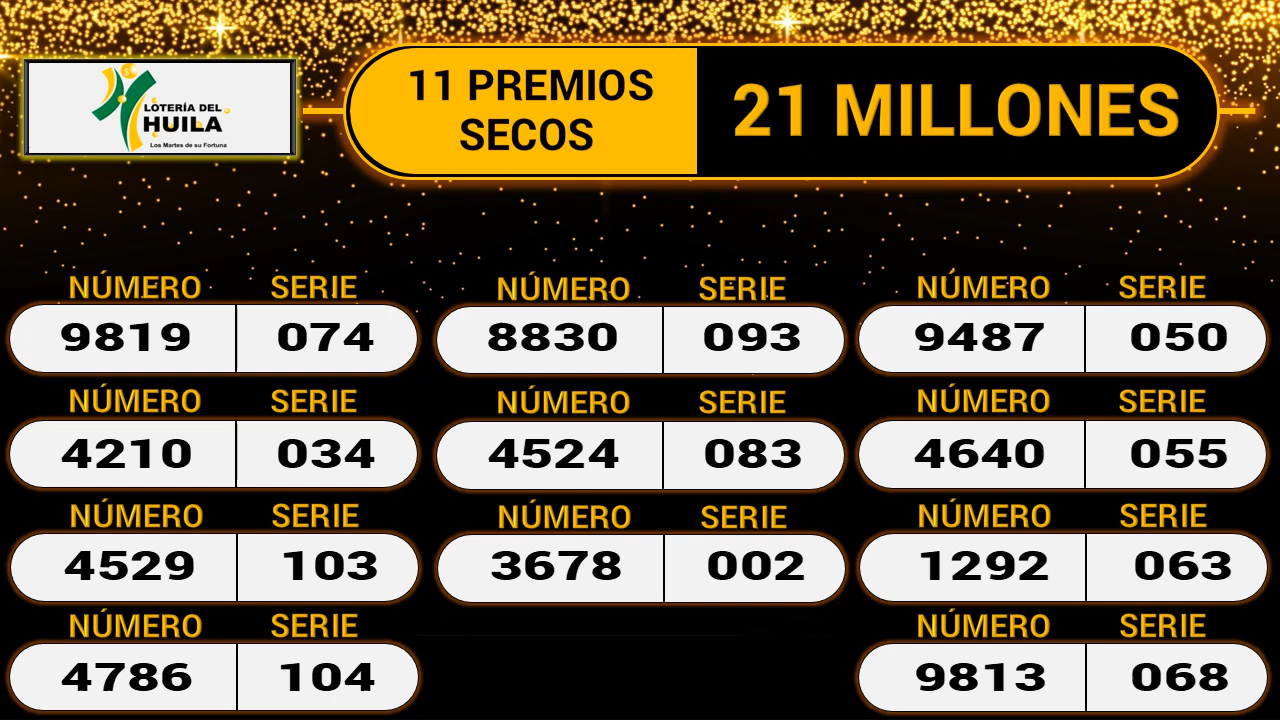 LOTERÍA DEL
HUILA
Los Martes de su Fortuna
11 PREMIOS
SECOS
21 MILLONES
NÚMERO SERIE NÚMERO SERIE NÚMERO SERIE
9819 074 8830 093 9487 050
NÚMERO SERIE NÚMERO SERIE NÚMERO SERIE
4210 034 4524 083 4640 055
NÚMERO SERIE NÚMERO SERIE NÚMERO SERIE
4529 103 3678 002 1292 063
NÚMERO SERIE NÚMERO SERIE
4786 104 9813 068